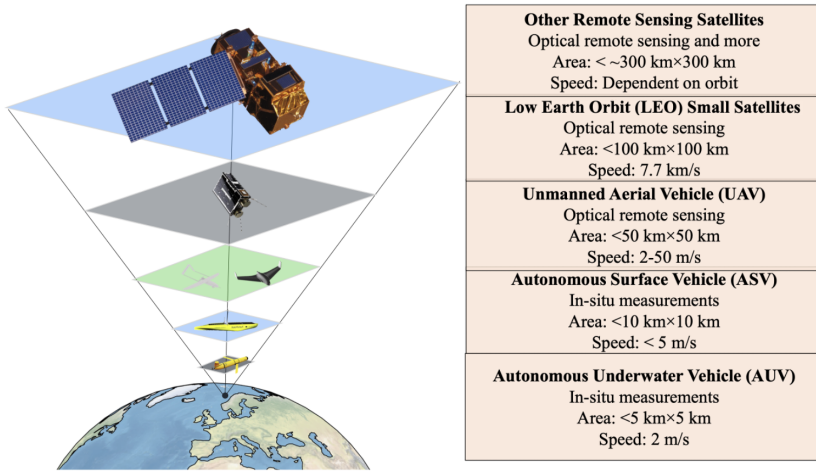 Other Remote Sensing Satellites
Optical remote sensing and more
Area: < ~300 km×300 km
Speed: Dependent on orbit
Low Earth Orbit (LEO) Small Satellites
Optical remote sensing
Area: <100 km×100 km
Speed: 7.7 km/s
Unmanned Aerial Vehicle (UAV)
Optical remote sensing
Area: <50 km×50 km
Speed: 2-50 m/s
Autonomous Surface Vehicle (ASV)
In-situ measurements
Area: <10 km×10 km
Speed: < 5 m/s
Autonomous Underwater Vehicle (AUV)
In-situ measurements
Area: <5 km×5 km
Speed: 2 m/s